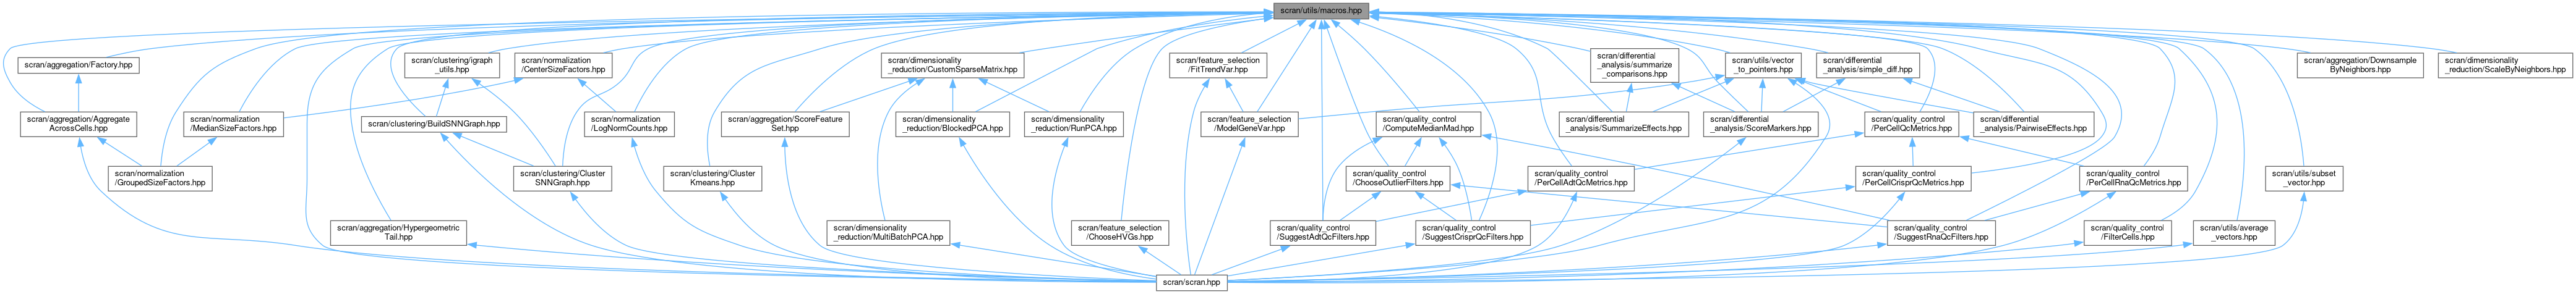 scran/utils/macros.hpp
scran/aggregation/Factory.hpp
scran/clustering/igraph
_utils.hpp
scran/normalization
/CenterSizeFactors.hpp
scran/dimensionality
_reduction/CustomSparseMatrix.hpp
scran/feature_selection
/FitTrendVar.hpp
scran/differential
_analysis/summarize
_comparisons.hpp
scran/utils/vector
_to_pointers.hpp
scran/differential
_analysis/simple_diff.hpp
scran/aggregation/Downsample
ByNeighbors.hpp
scran/dimensionality
_reduction/ScaleByNeighbors.hpp
scran/aggregation/Aggregate
AcrossCells.hpp
scran/normalization
/MedianSizeFactors.hpp
scran/clustering/BuildSNNGraph.hpp
scran/normalization
/LogNormCounts.hpp
scran/aggregation/ScoreFeature
Set.hpp
scran/dimensionality
_reduction/BlockedPCA.hpp
scran/dimensionality
_reduction/RunPCA.hpp
scran/feature_selection
/ModelGeneVar.hpp
scran/quality_control
/ComputeMedianMad.hpp
scran/differential
_analysis/SummarizeEffects.hpp
scran/differential
_analysis/ScoreMarkers.hpp
scran/quality_control
/PerCellQcMetrics.hpp
scran/differential
_analysis/PairwiseEffects.hpp
scran/normalization
/GroupedSizeFactors.hpp
scran/clustering/Cluster
SNNGraph.hpp
scran/clustering/Cluster
Kmeans.hpp
scran/quality_control
/ChooseOutlierFilters.hpp
scran/quality_control
/PerCellAdtQcMetrics.hpp
scran/quality_control
/PerCellCrisprQcMetrics.hpp
scran/quality_control
/PerCellRnaQcMetrics.hpp
scran/utils/subset
_vector.hpp
scran/aggregation/Hypergeometric
Tail.hpp
scran/dimensionality
_reduction/MultiBatchPCA.hpp
scran/feature_selection
/ChooseHVGs.hpp
scran/quality_control
/SuggestAdtQcFilters.hpp
scran/quality_control
/SuggestCrisprQcFilters.hpp
scran/quality_control
/SuggestRnaQcFilters.hpp
scran/quality_control
/FilterCells.hpp
scran/utils/average
_vectors.hpp
scran/scran.hpp